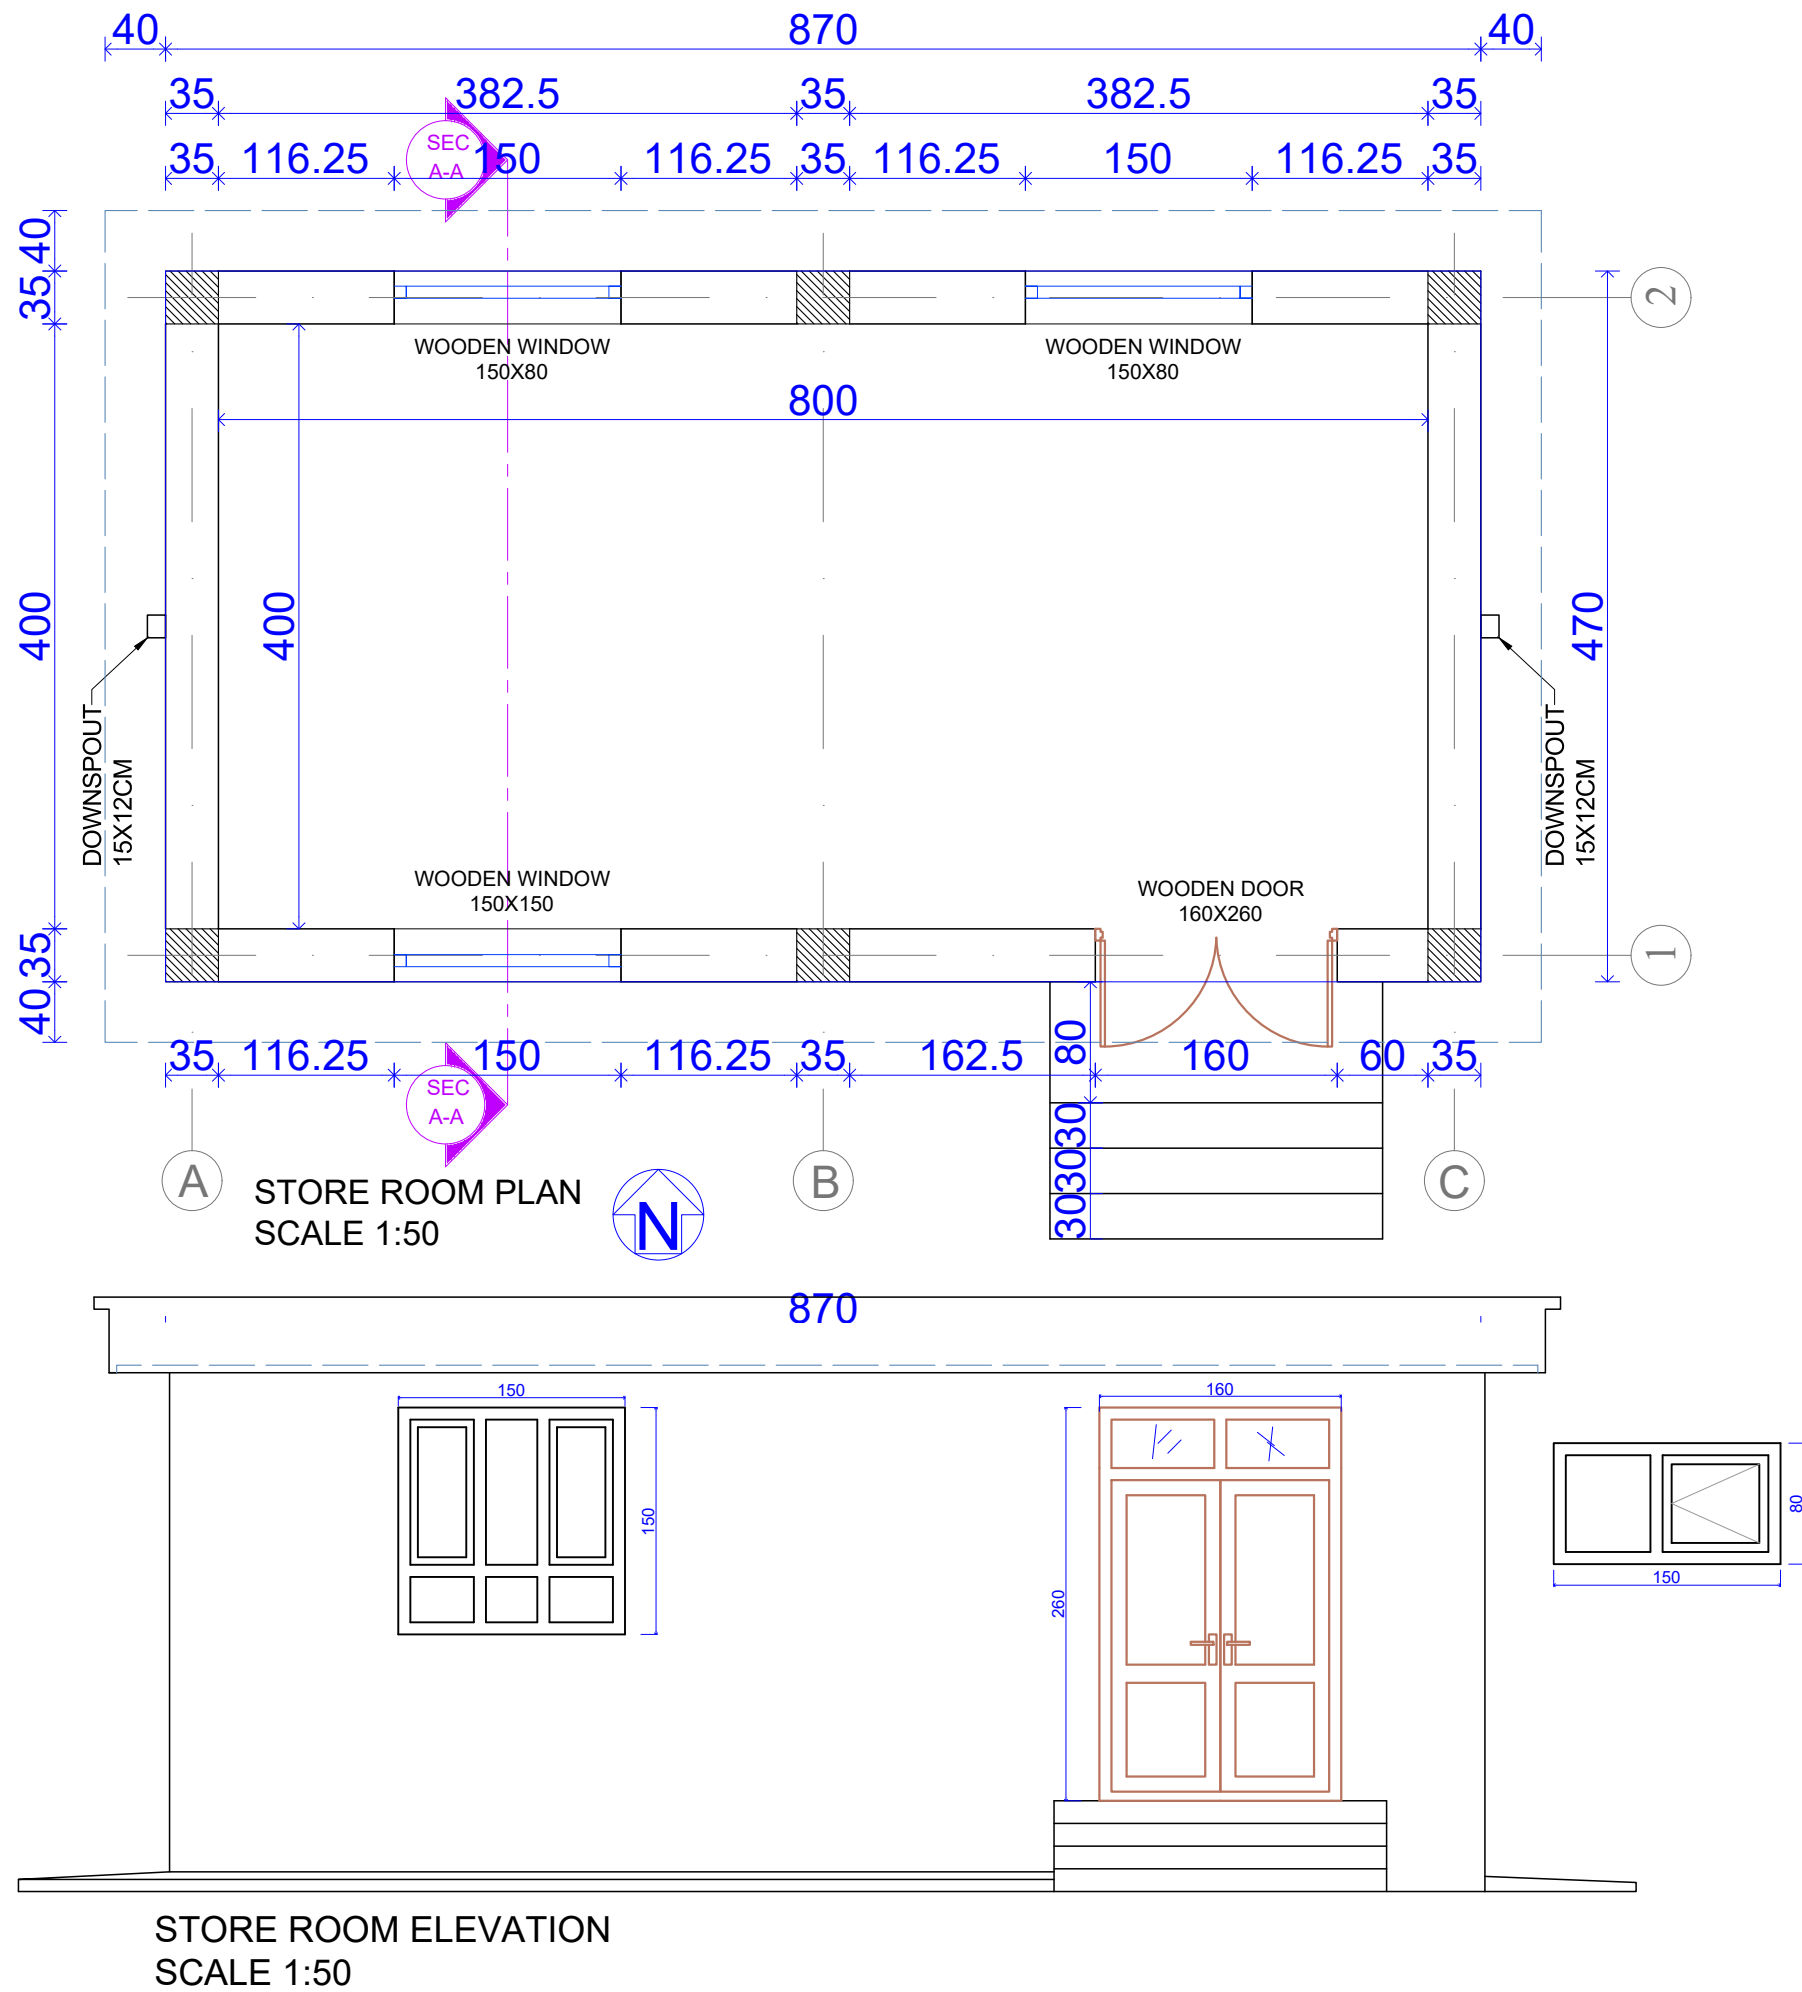 40 870 40
35 382.5 35 382.5 35
SEC
A-A
35 116.25 150 116.25 35 116.25 150 116.25 35
40
35
400
35
40
2
WOODEN WINDOW
150X80
WOODEN WINDOW
150X80
800
400
470
DOWNSPOUT
15X12CM
DOWNSPOUT
15X12CM
WOODEN WINDOW
150X150
WOODEN DOOR
160X260
1
80
35 116.25 150 116.25 35 162.5 160 60 35
SEC
A-A
30
30
30
A
B
C
STORE ROOM PLAN
SCALE 1:50
N
870
150
150
160
260
80
150
STORE ROOM ELEVATION
SCALE 1:50